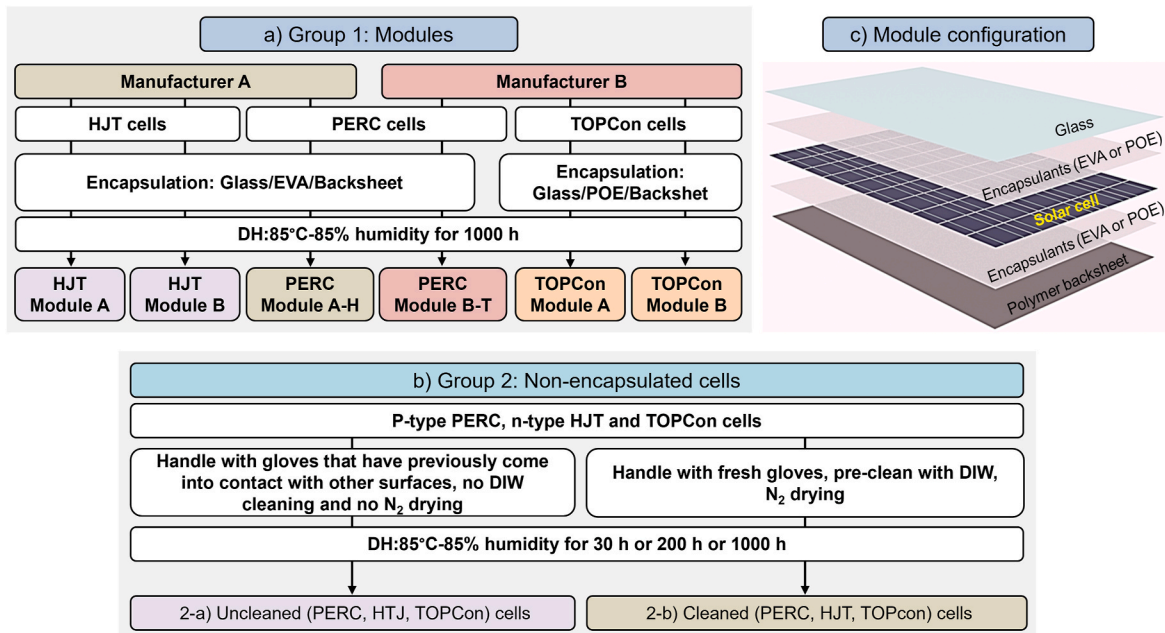 a) Group 1: Modules
Manufacturer A
Manufacturer B
HJT cells
PERC cells
TOPCon cells
Encapsulation: Glass/EVA/Backsheet
Encapsulation:
Glass/POE/Backshet
DH:85°C-85% humidity for 1000 h
HJT
Module A
HJT
Module B
PERC
Module A-H
PERC
Module B-T
TOPCon
Module A
TOPCon
Module B
c) Module configuration
Glass
Encapsulants (EVA or POE)
Solar cell
Encapsulants (EVA or POE)
Polymer backsheet
b) Group 2: Non-encapsulated cells
P-type PERC, n-type HJT and TOPCon cells
Handle with gloves that have previously come
into contact with other surfaces, no DIW
cleaning and no N₂ drying
Handle with fresh gloves, pre-clean with DIW,
N₂ drying
DH:85°C-85% humidity for 30 h or 200 h or 1000 h
2-a) Uncleaned (PERC, HTJ, TOPCon) cells
2-b) Cleaned (PERC, HJT, TOPcon) cells